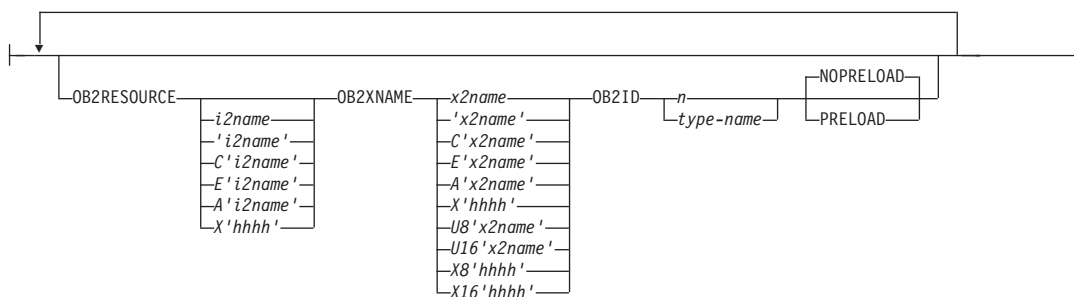 NOPRELOAD
OB2RESOURCE OB2XNAME x2name OB2ID n
i2name 'x2name' type-name PRELOAD
'i2name' C'x2name'
C'i2name' E'x2name'
E'i2name' A'x2name'
A'i2name' X'hhhh'
X'hhhh' U8'x2name'
U16'x2name'
X8'hhhh'
X16'hhhh'